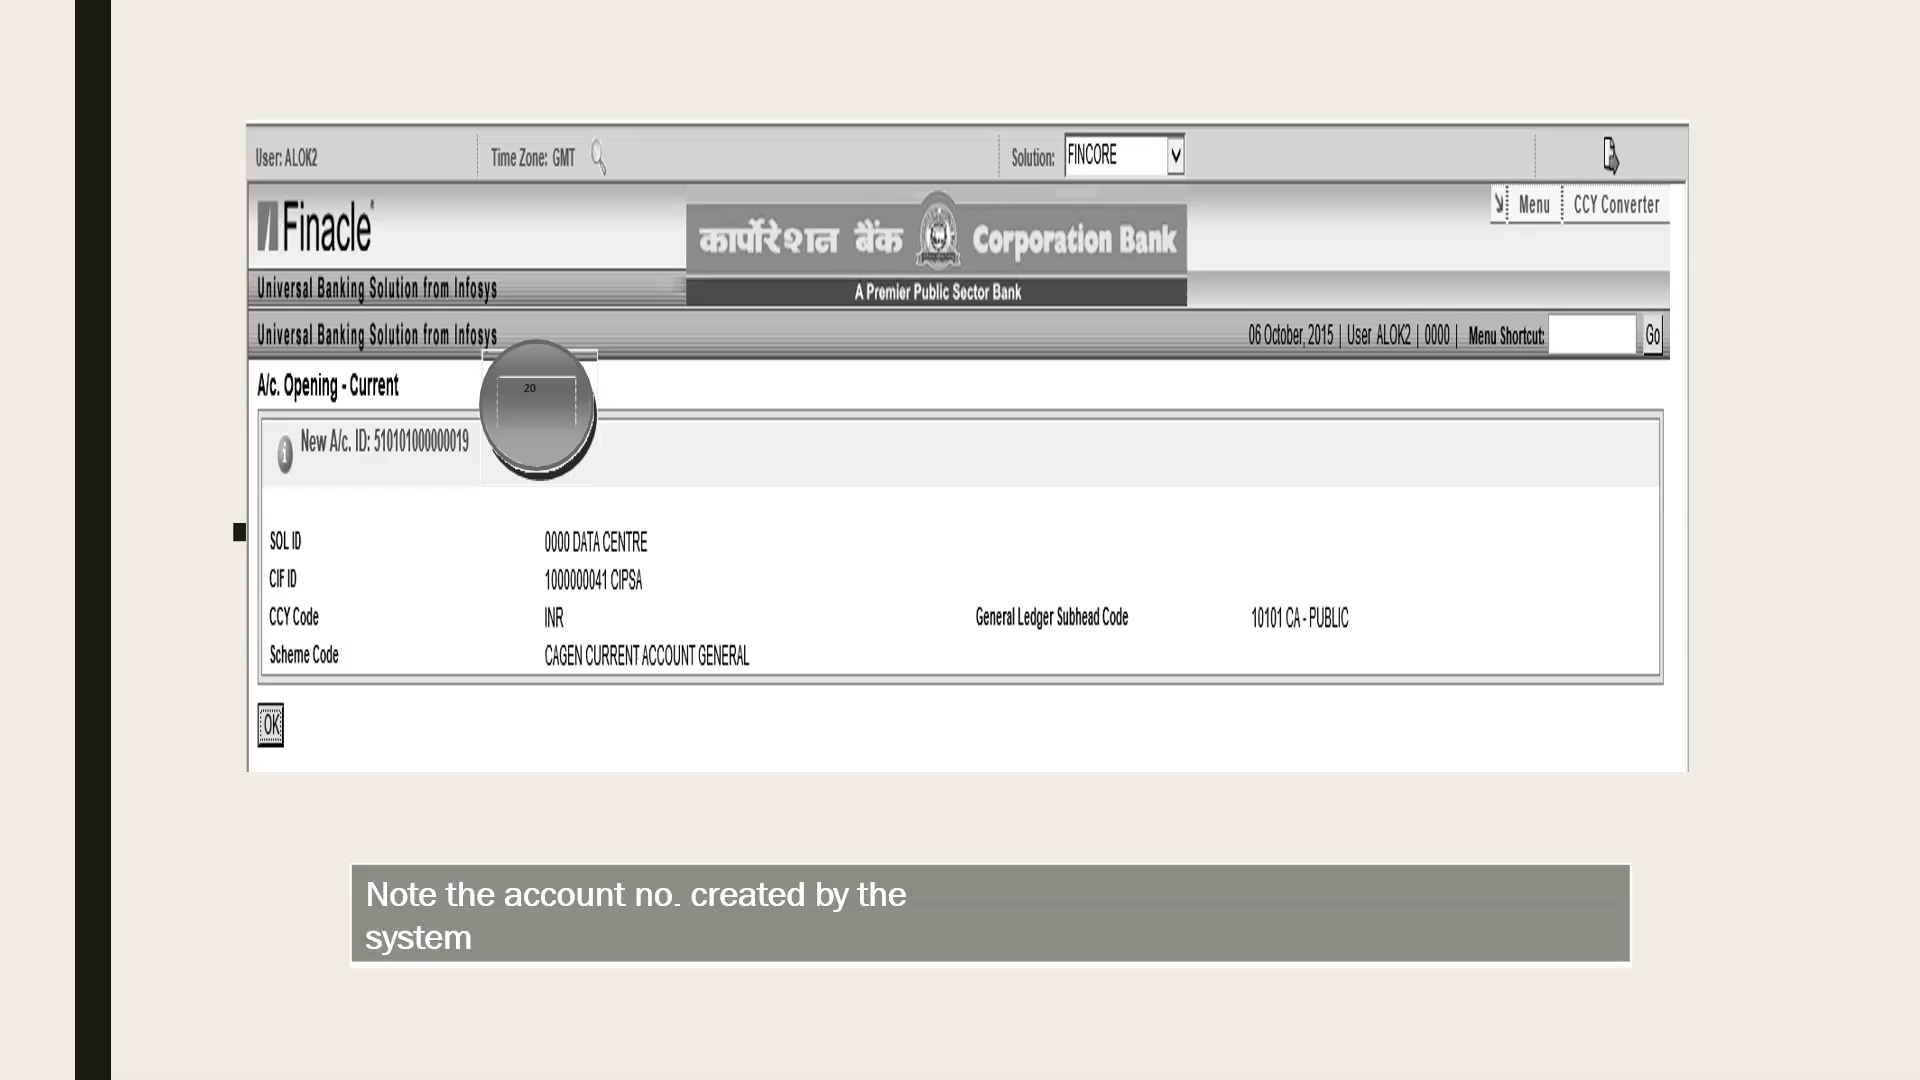 User: ALOK2
Time Zone: GMT
Solution: FINCORE
Finacle
Menu
CCY Converter
कार्पोरेशन बैंक Corporation Bank
A Premier Public Sector Bank
Universal Banking Solution from Infosys
Universal Banking Solution from Infosys
06 October, 2015 | User ALOK2 | 0000 | Menu Shortcut: Go
A/c. Opening - Current
20
New A/c. ID: 510101000000019
SOL ID 0000 DATA CENTRE
CIF ID 1000000041 CIPSA
CCY Code INR General Ledger Subhead Code 10101 CA - PUBLIC
Scheme Code CAGEN CURRENT ACCOUNT GENERAL
OK
Note the account no. created by the
system